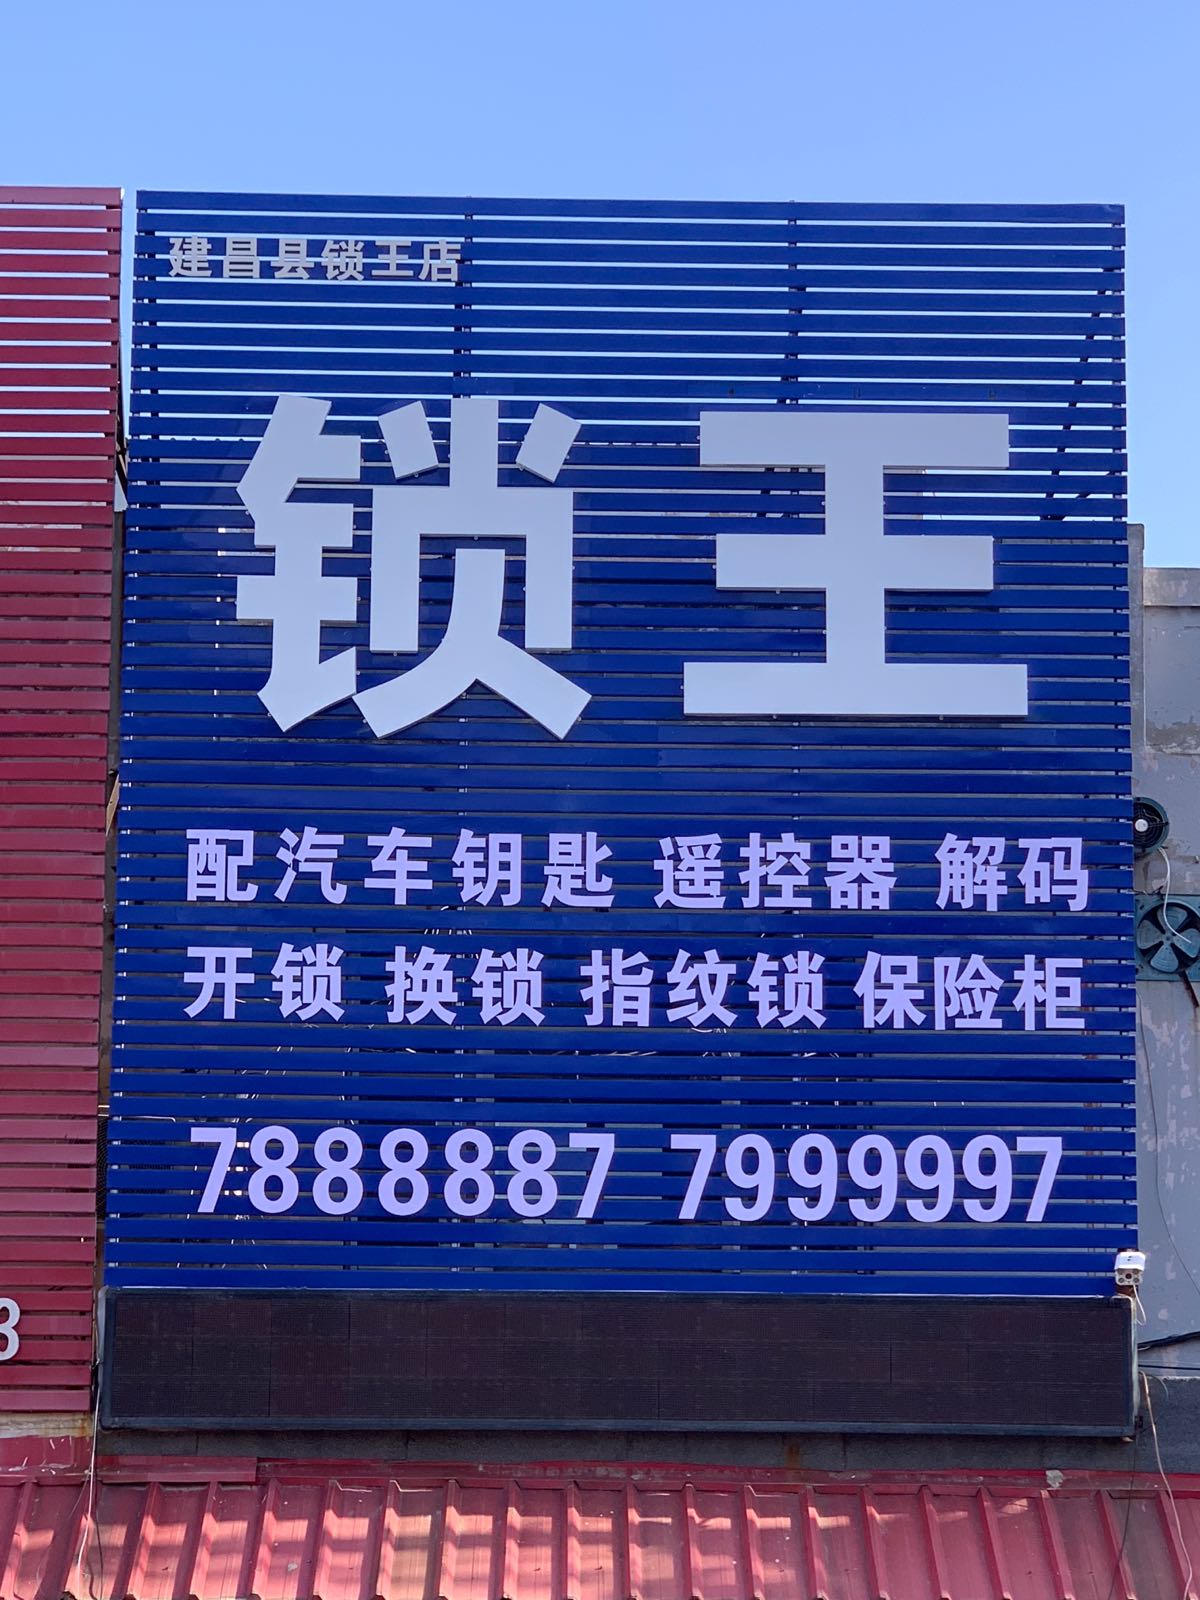 建昌县锁王店
锁王
配汽车钥匙 遥控器 解码
开锁 换锁 指纹锁 保险柜
7888887 7999997
3